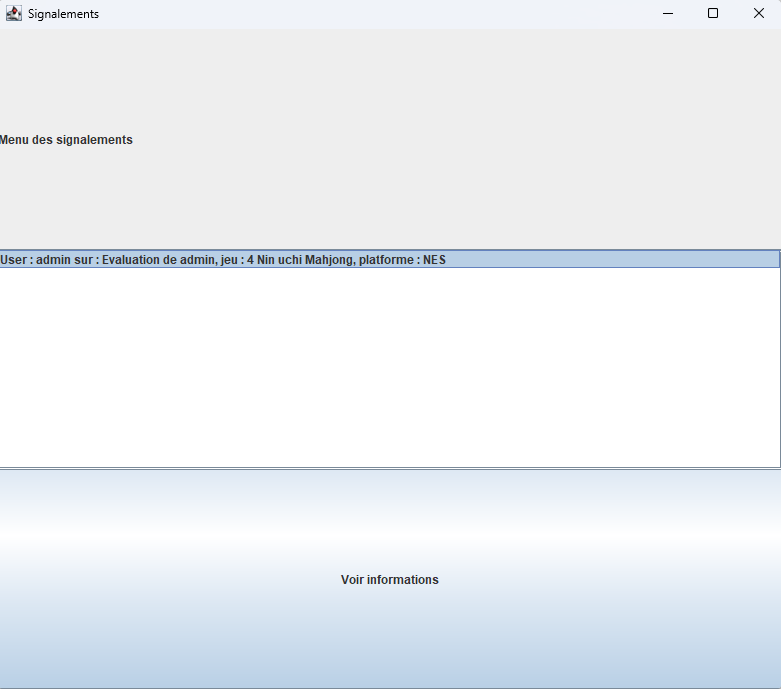 Signalements
Menu des signalements
User : admin sur : Evaluation de admin, jeu : 4 Nin uchi Mahjong, platforme : NES
Voir informations